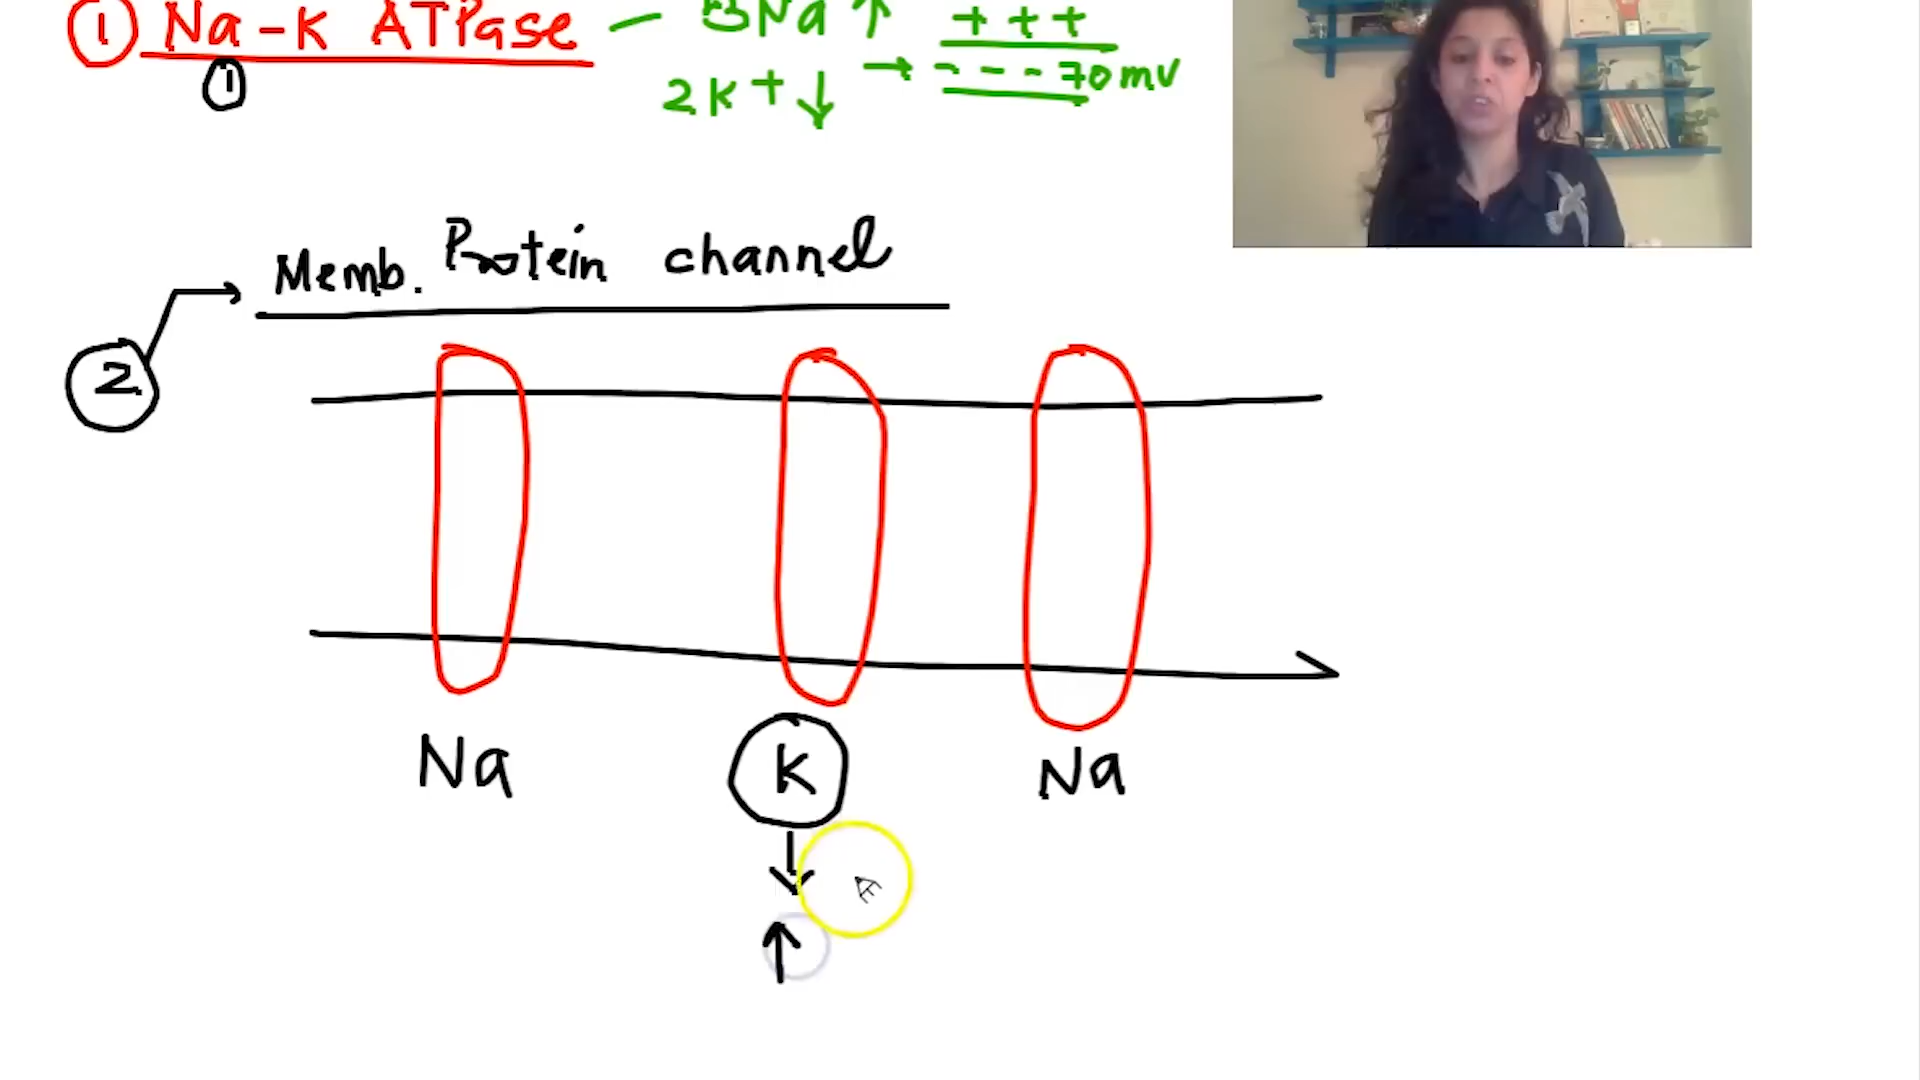 ① Na-K ATPase — 3Na ↑ + + +
①
2K+ ↓ → - - - 70mV
Memb. Protein channel
②
Na K Na
↓
↑